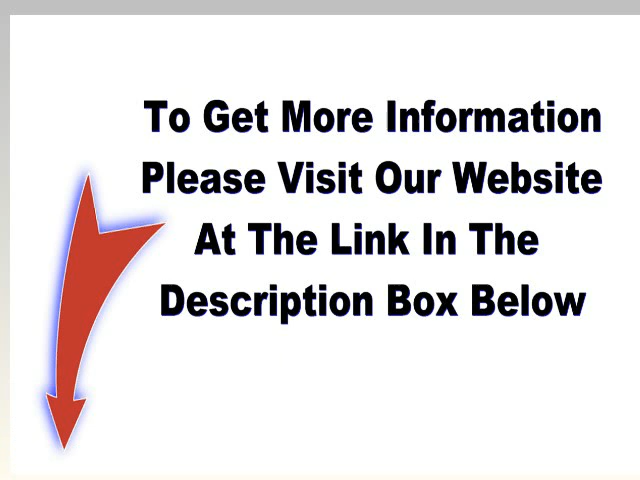 To Get More Information
Please Visit Our Website
At The Link In The
Description Box Below